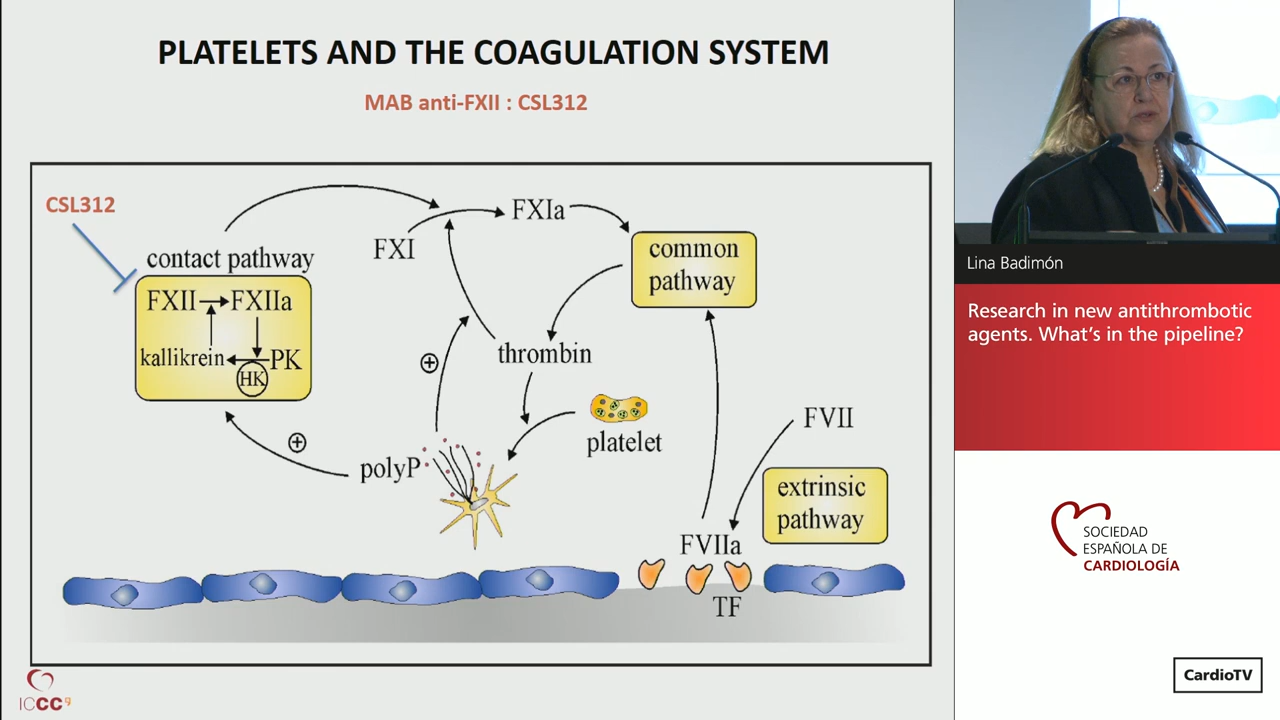 PLATELETS AND THE COAGULATION SYSTEM
MAB anti-FXII : CSL312
CSL312
contact pathway
FXII
FXIIa
kallikrein
PK
HK
FXI
FXIa
common
pathway
thrombin
+
platelet
polyP
+
FVII
extrinsic
pathway
FVIIa
TF
ICCC
Lina Badimón
Research in new antithrombotic
agents. What's in the pipeline?
SOCIEDAD
ESPAÑOLA DE
CARDIOLOGÍA
CardioTV